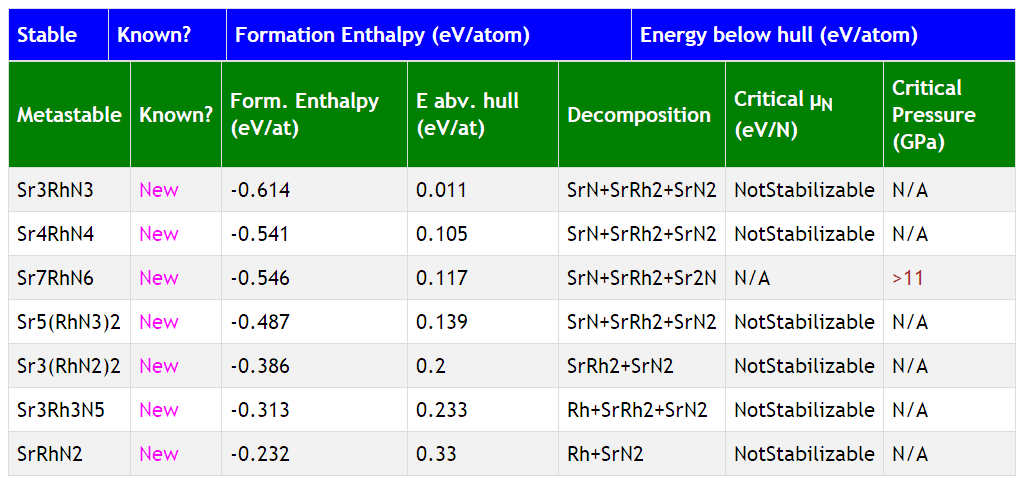 Stable Known? Formation Enthalpy (eV/atom) Energy below hull (eV/atom)
Metastable Known? Form. Enthalpy (eV/at) E abv. hull (eV/at) Decomposition Critical μN (eV/N) Critical Pressure (GPa)
Sr3RhN3 New -0.614 0.011 SrN+SrRh2+SrN2 NotStabilizable N/A
Sr4RhN4 New -0.541 0.105 SrN+SrRh2+SrN2 NotStabilizable N/A
Sr7RhN6 New -0.546 0.117 SrN+SrRh2+Sr2N N/A >11
Sr5(RhN3)2 New -0.487 0.139 SrN+SrRh2+SrN2 NotStabilizable N/A
Sr3(RhN2)2 New -0.386 0.2 SrRh2+SrN2 NotStabilizable N/A
Sr3Rh3N5 New -0.313 0.233 Rh+SrRh2+SrN2 NotStabilizable N/A
SrRhN2 New -0.232 0.33 Rh+SrN2 NotStabilizable N/A